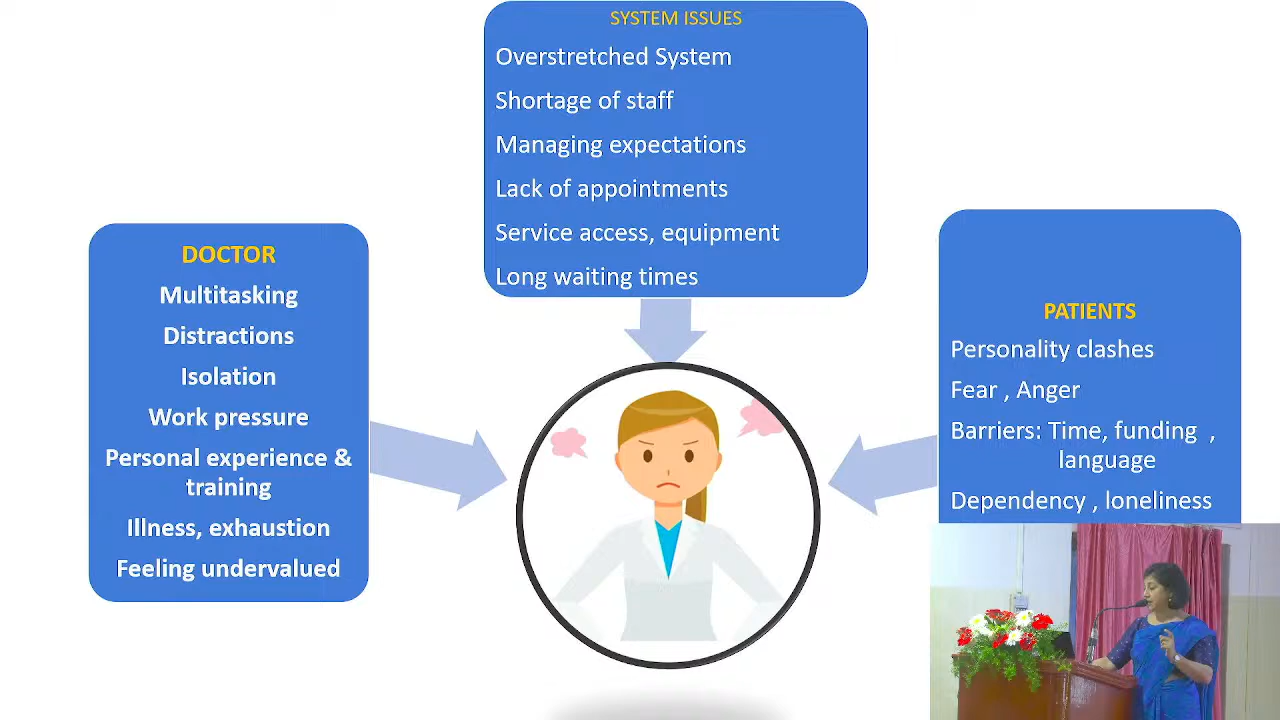 SYSTEM ISSUES
Overstretched System
Shortage of staff
Managing expectations
Lack of appointments
Service access, equipment
Long waiting times
DOCTOR
Multitasking
Distractions
Isolation
Work pressure
Personal experience &
training
Illness, exhaustion
Feeling undervalued
PATIENTS
Personality clashes
Fear , Anger
Barriers: Time, funding ,
language
Dependency , loneliness